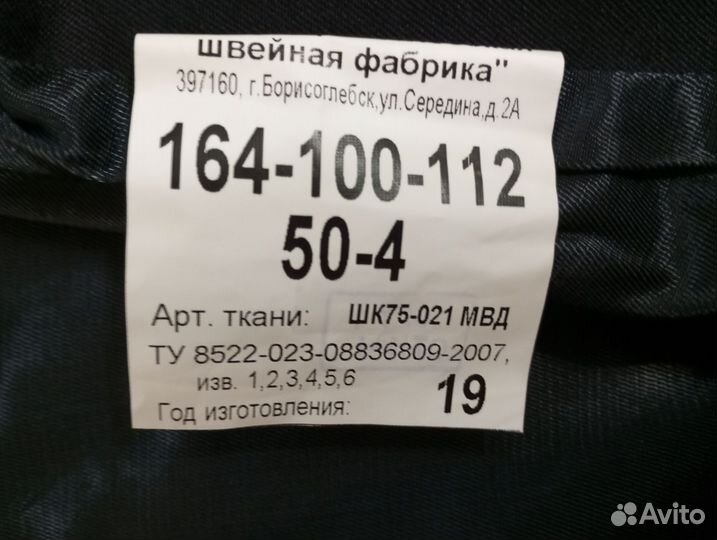 швейная фабрика"
397160, г.Борисоглебск,ул.Середина,д.2А
164-100-112
50-4
Арт. ткани: ШК75-021 МВД
ТУ 8522-023-08836809-2007,
изв. 1,2,3,4,5,6
Год изготовления: 19
Avito